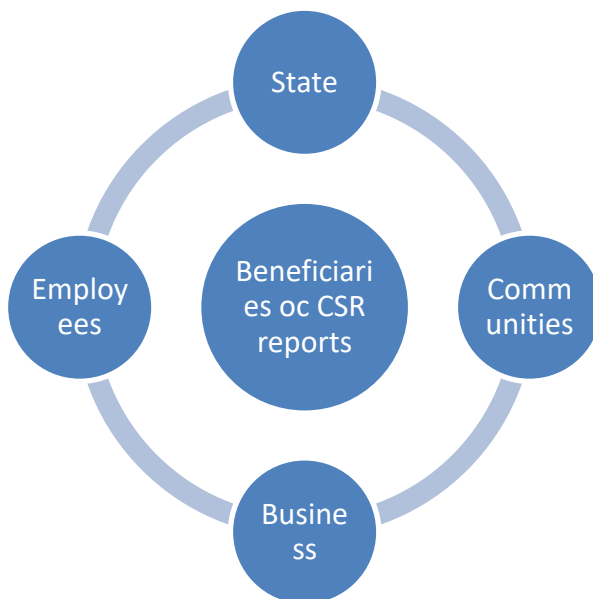 State
Employ
ees
Beneficiari
es oc CSR
reports
Comm
unities
Busine
ss